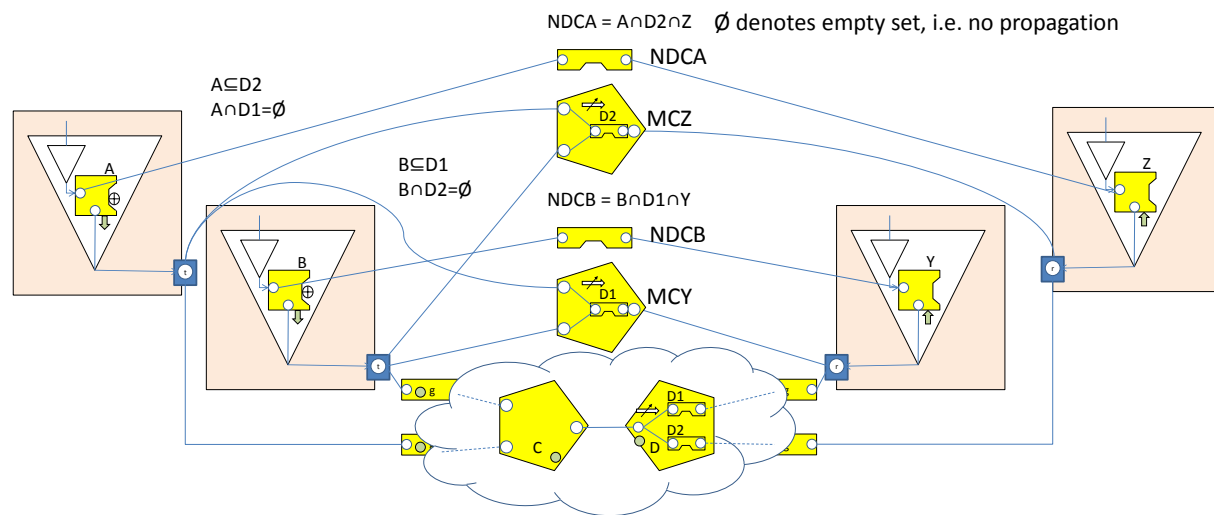 NDCA = A∩D2∩Z
Ø denotes empty set, i.e. no propagation
NDCA
A⊆D2
A∩D1=Ø
D2
MCZ
A
Z
B⊆D1
B∩D2=Ø
NDCB = B∩D1∩Y
NDCB
B
Y
t
r
D1
MCY
t
r
g
D1
D2
C
D